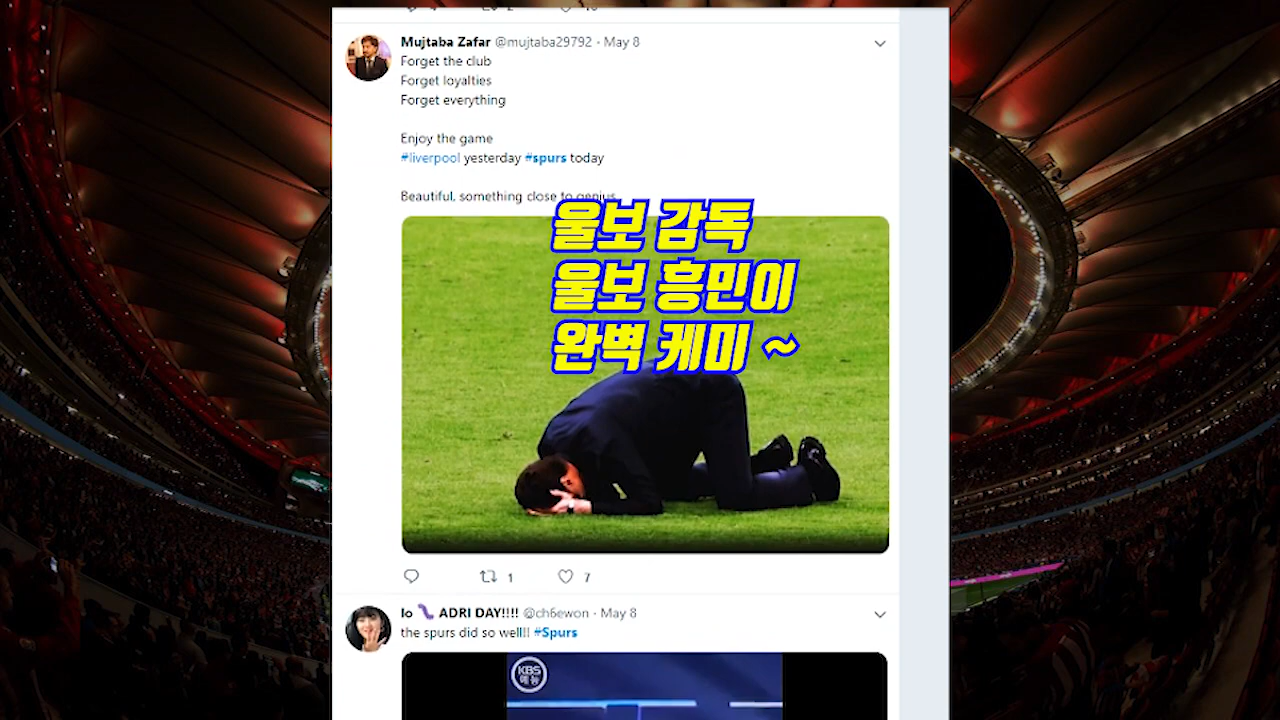 Mujtaba Zafar @mujtaba29792 · May 8
Forget the club
Forget loyalties
Forget everything
Enjoy the game
#liverpool yesterday #spurs today
Beautiful, something close to genius
울보 감독
울보 흥민이
완벽 케미 ~
1 7
lo ADRI DAY!!!! @ch6ewon · May 8
the spurs did so well!! #Spurs
KBS
예능